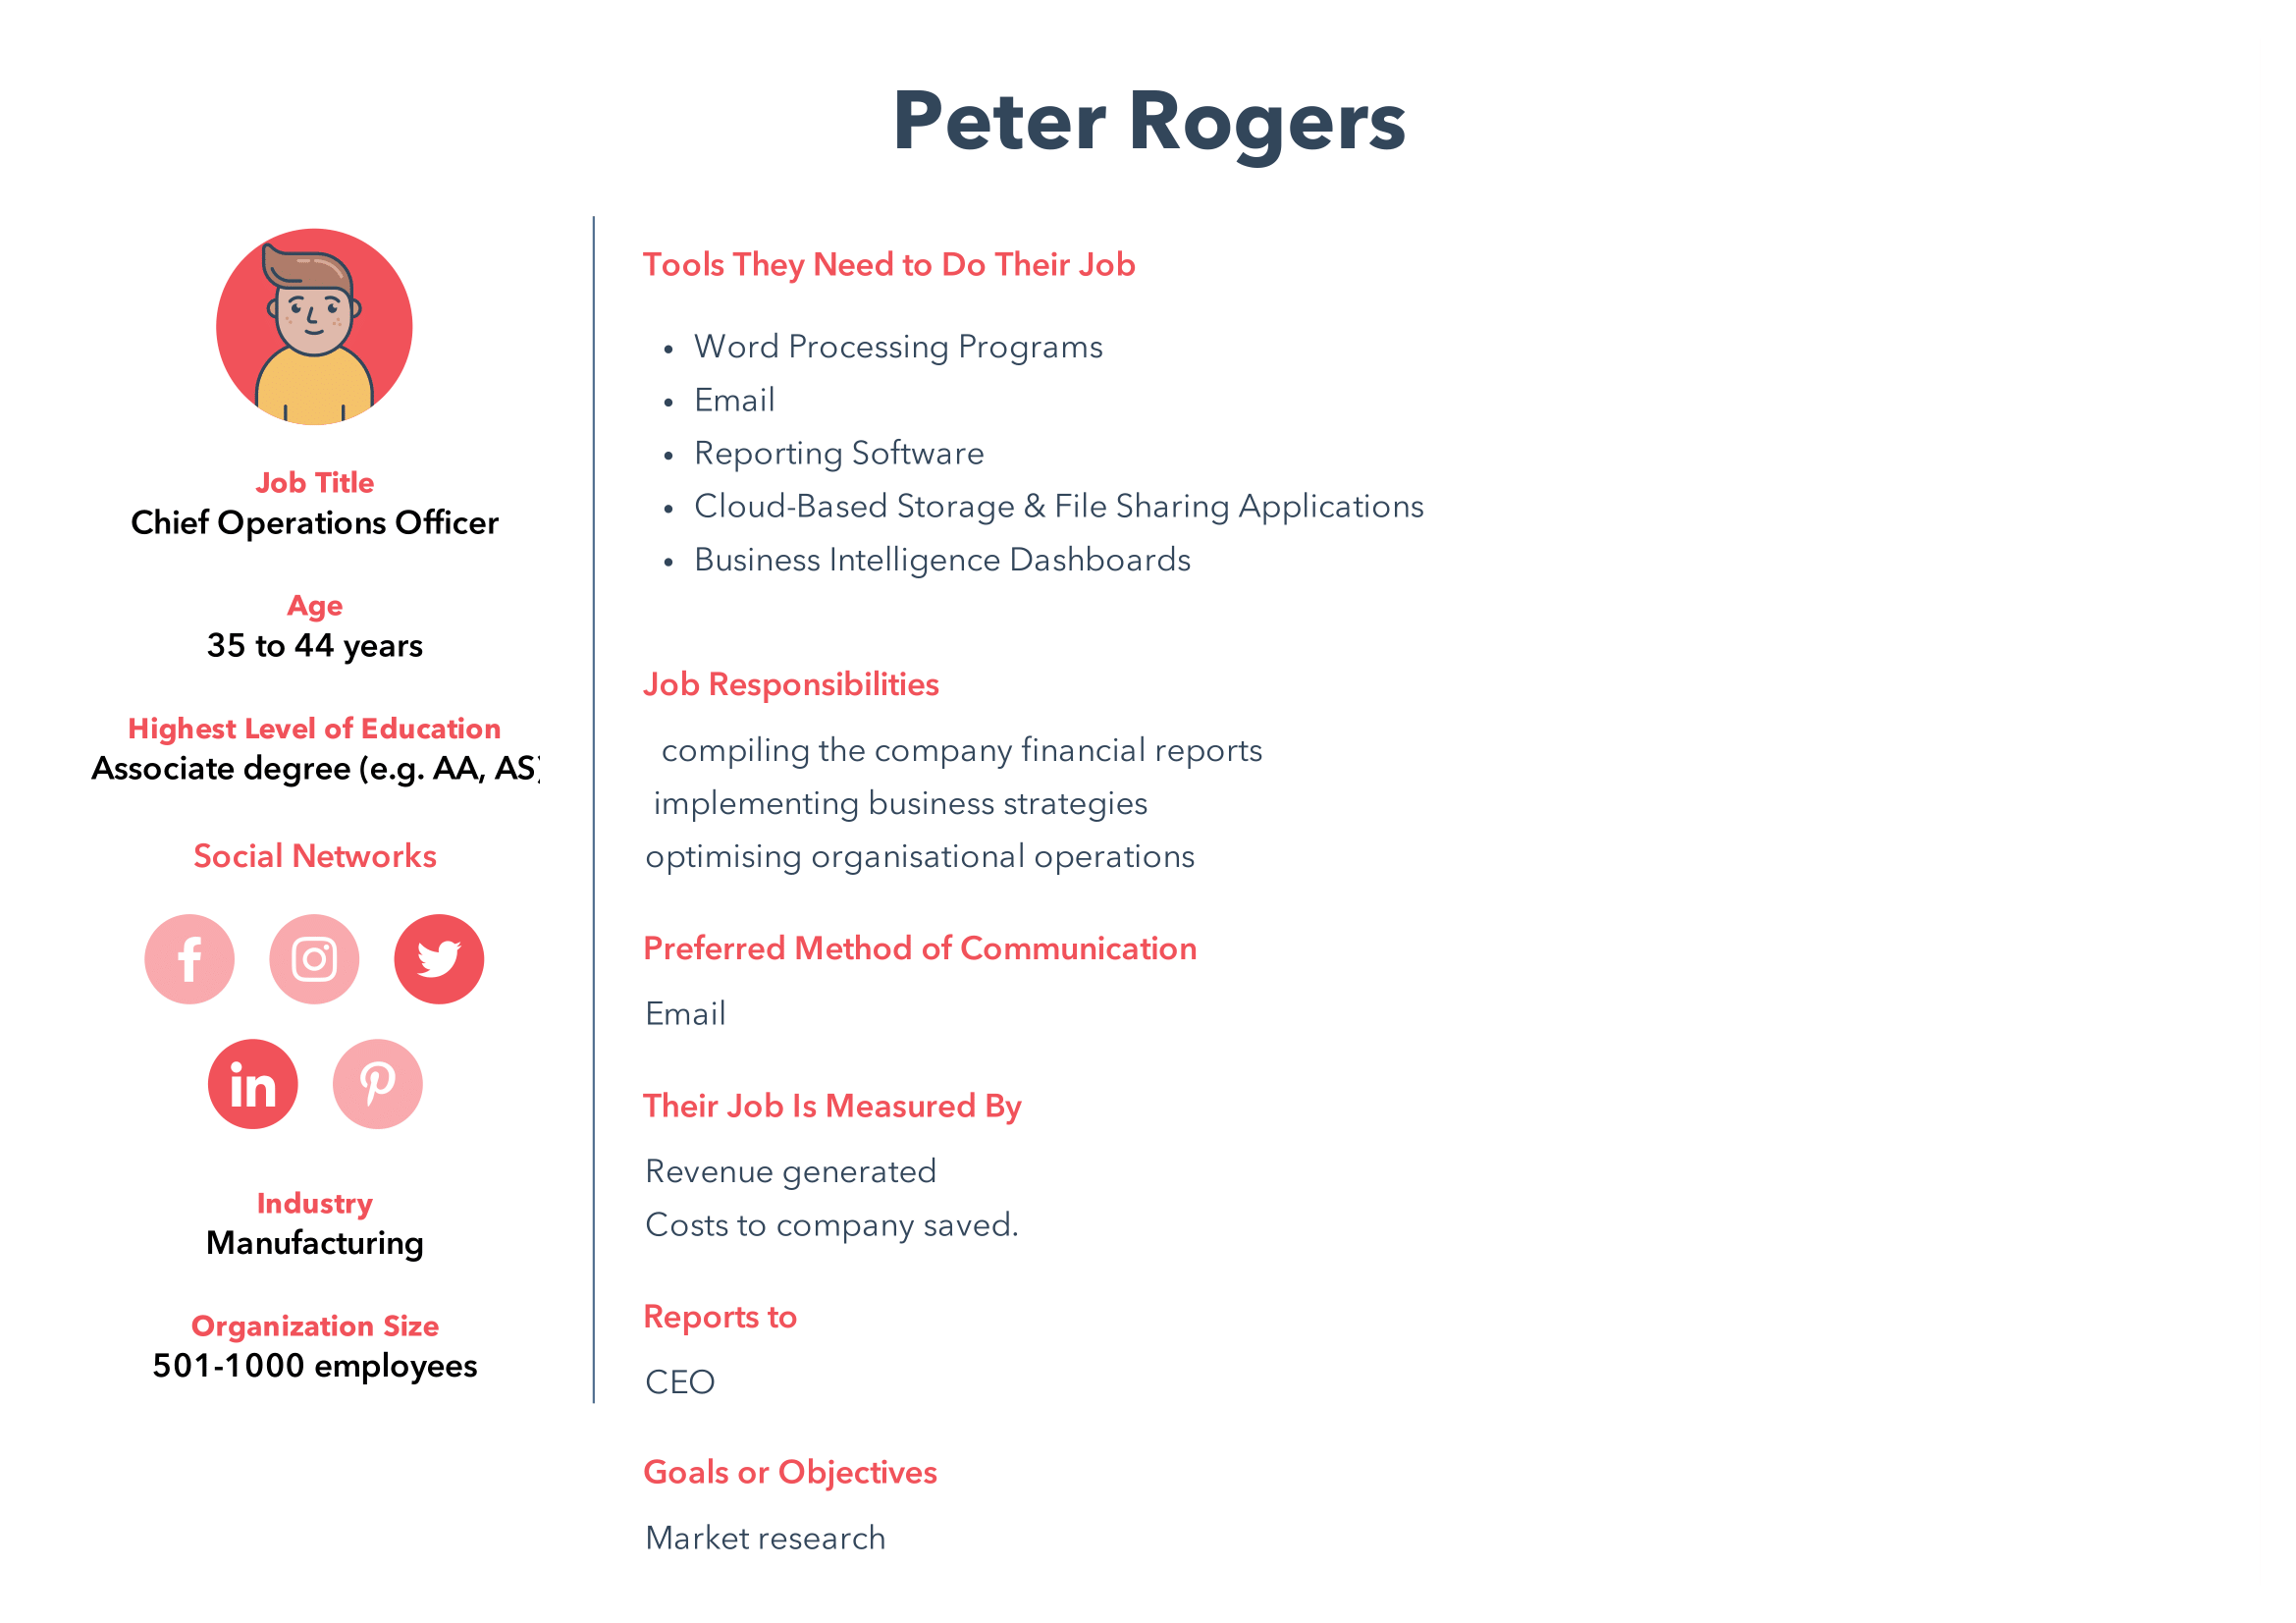 Peter Rogers
Job Title
Chief Operations Officer
Age
35 to 44 years
Highest Level of Education
Associate degree (e.g. AA, AS)
Social Networks
f
in
Industry
Manufacturing
Organization Size
501-1000 employees
Tools They Need to Do Their Job
• Word Processing Programs
• Email
• Reporting Software
• Cloud-Based Storage & File Sharing Applications
• Business Intelligence Dashboards
Job Responsibilities
compiling the company financial reports
implementing business strategies
optimising organisational operations
Preferred Method of Communication
Email
Their Job Is Measured By
Revenue generated
Costs to company saved.
Reports to
CEO
Goals or Objectives
Market research